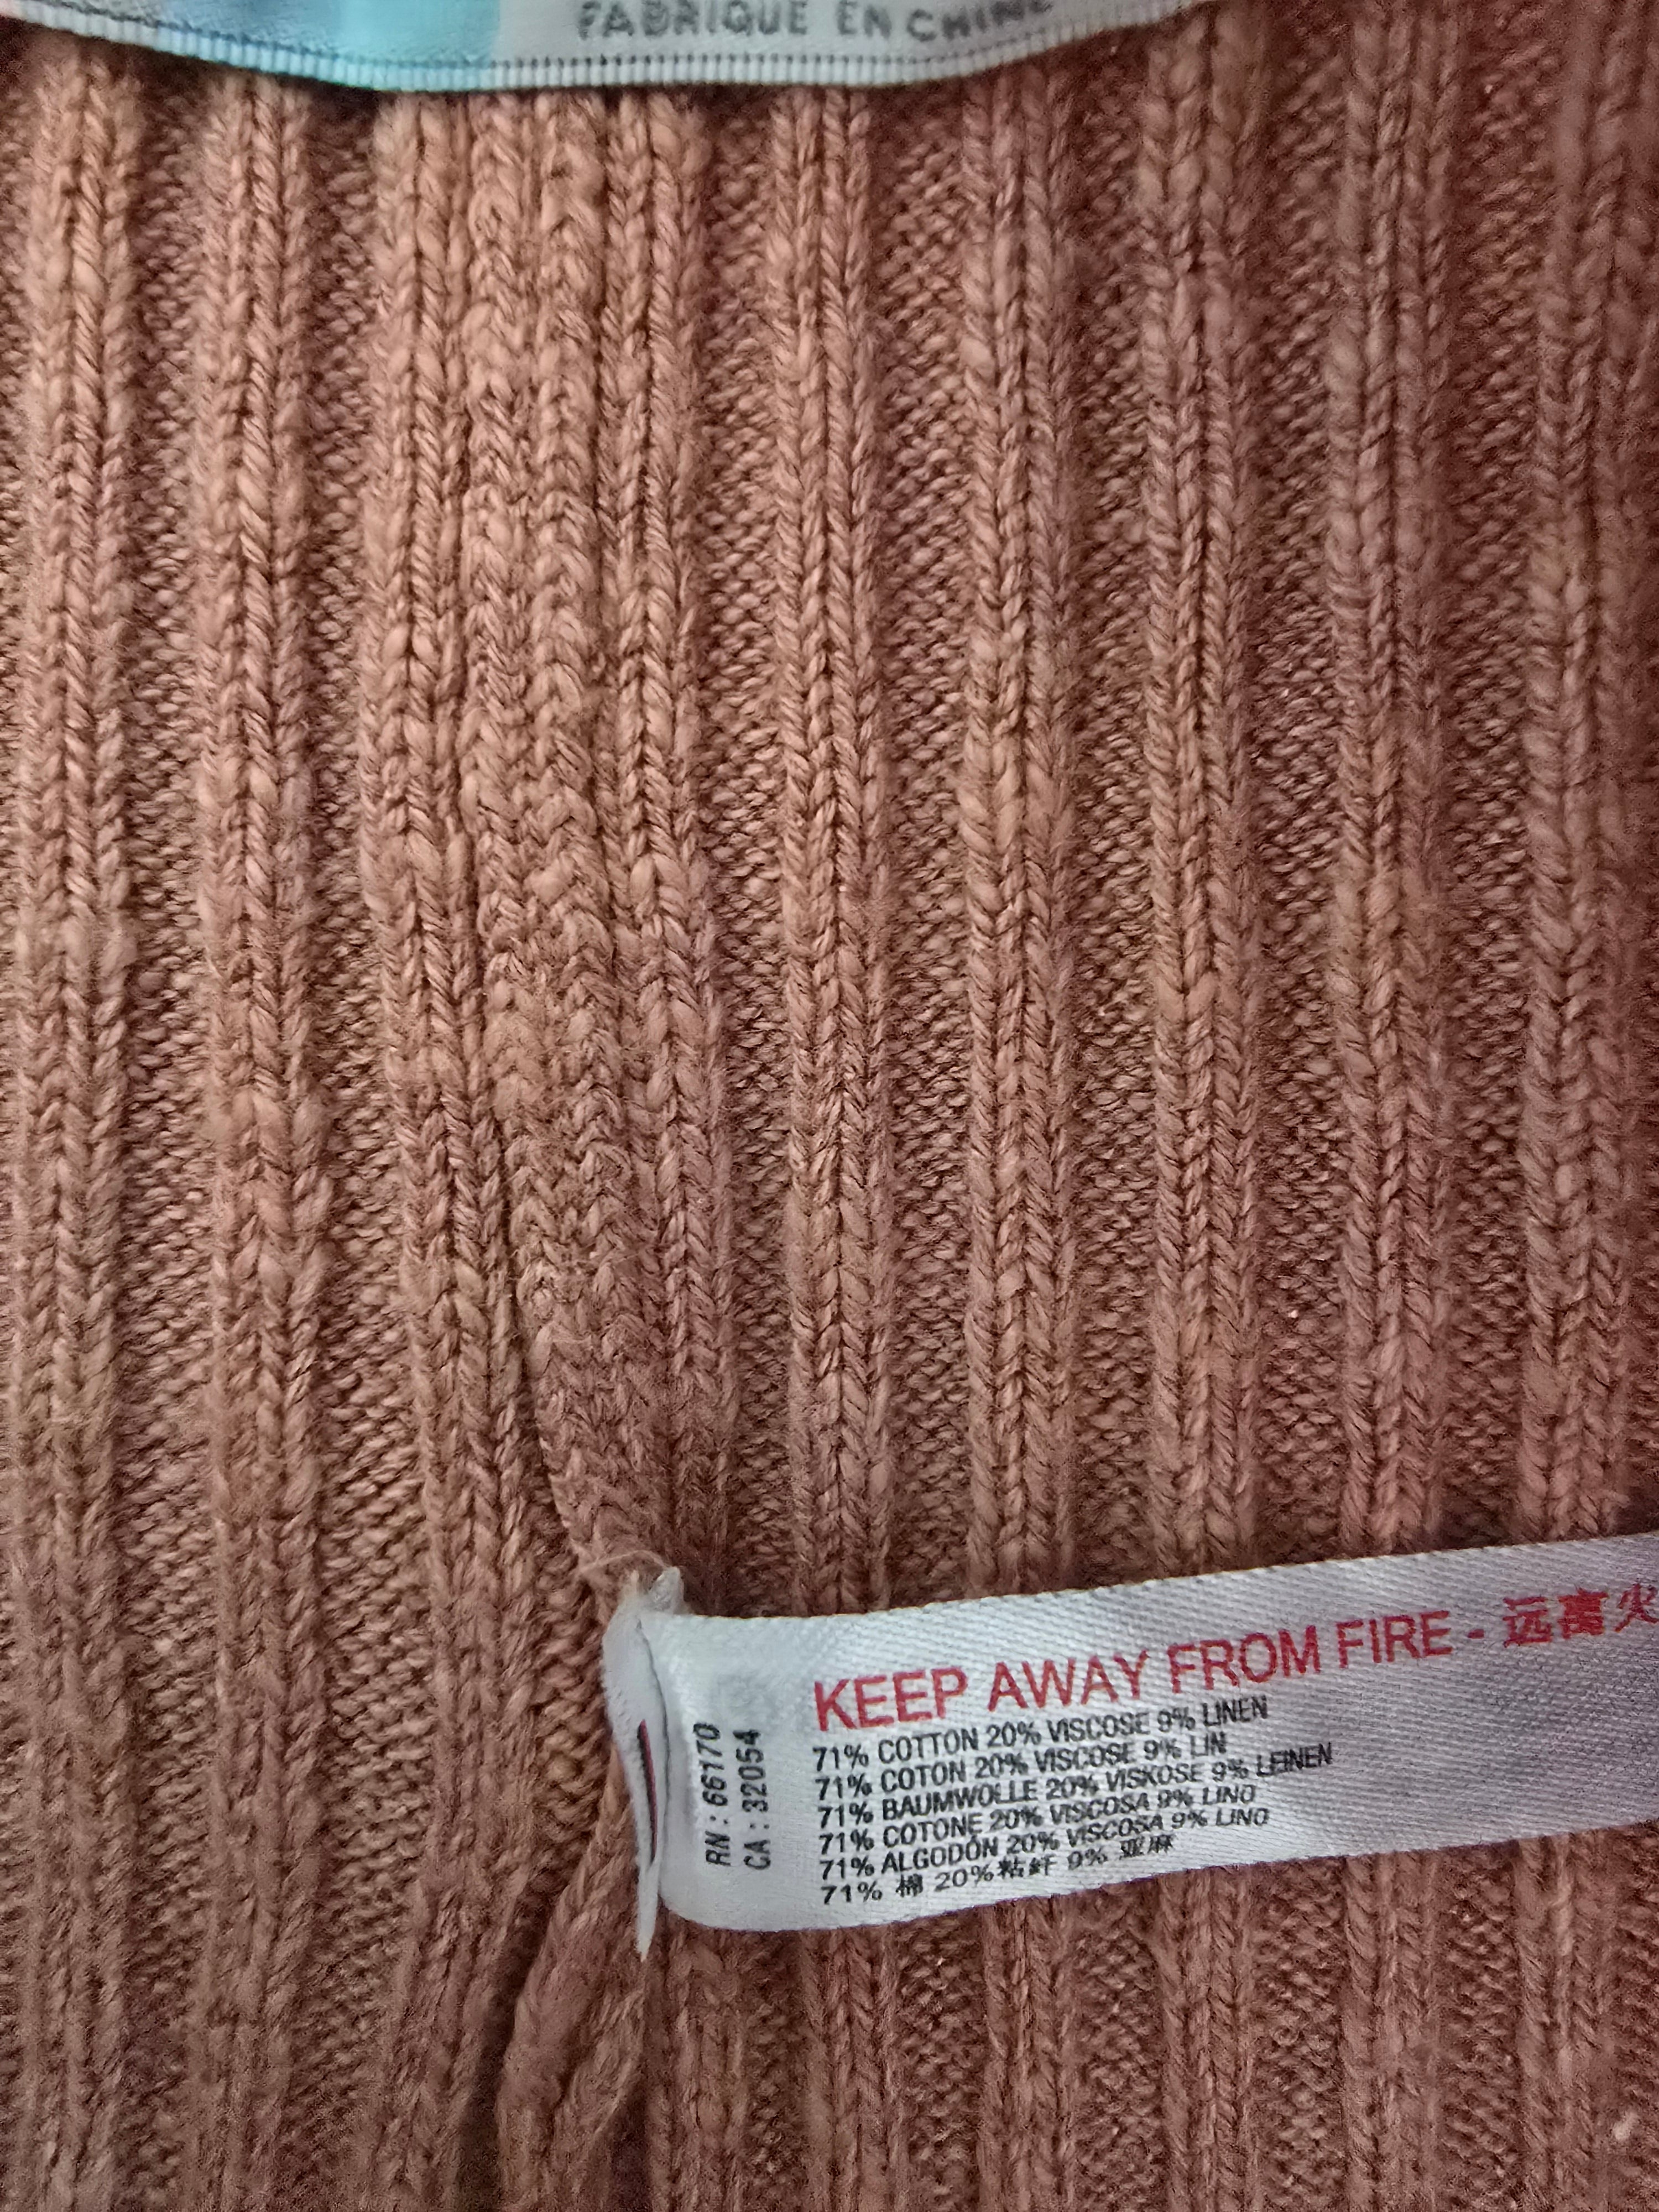 FABRIQUE EN CHINE
KEEP AWAY FROM FIRE - 远离火
71% COTTON 20% VISCOSE 9% LINEN
71% COTON 20% VISCOSE 9% LIN
71% BAUMWOLLE 20% VISKOSE 9% LEINEN
71% COTONE 20% VISCOSA 9% LINO
71% ALGODÓN 20% VISCOSA 9% LINO
71% 棉 20%粘纤 9% 亚麻
RN : 66170
CA : 32054